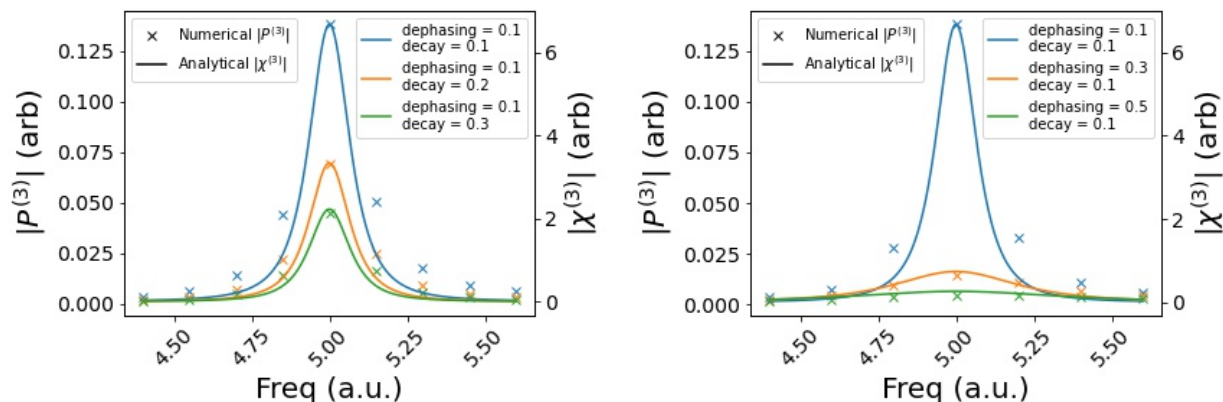 Numerical |P⁽³⁾|
Analytical |χ⁽³⁾|
dephasing = 0.1
decay = 0.1
dephasing = 0.1
decay = 0.2
dephasing = 0.1
decay = 0.3
0.125
0.100
0.075
0.050
0.025
0.000
|P⁽³⁾| (arb)
6
4
2
0
|χ⁽³⁾| (arb)
4.50
4.75
5.00
5.25
5.50
Freq (a.u.)
Numerical |P⁽³⁾|
Analytical |χ⁽³⁾|
dephasing = 0.1
decay = 0.1
dephasing = 0.3
decay = 0.1
dephasing = 0.5
decay = 0.1
0.125
0.100
0.075
0.050
0.025
0.000
|P⁽³⁾| (arb)
6
4
2
0
|χ⁽³⁾| (arb)
4.50
4.75
5.00
5.25
5.50
Freq (a.u.)